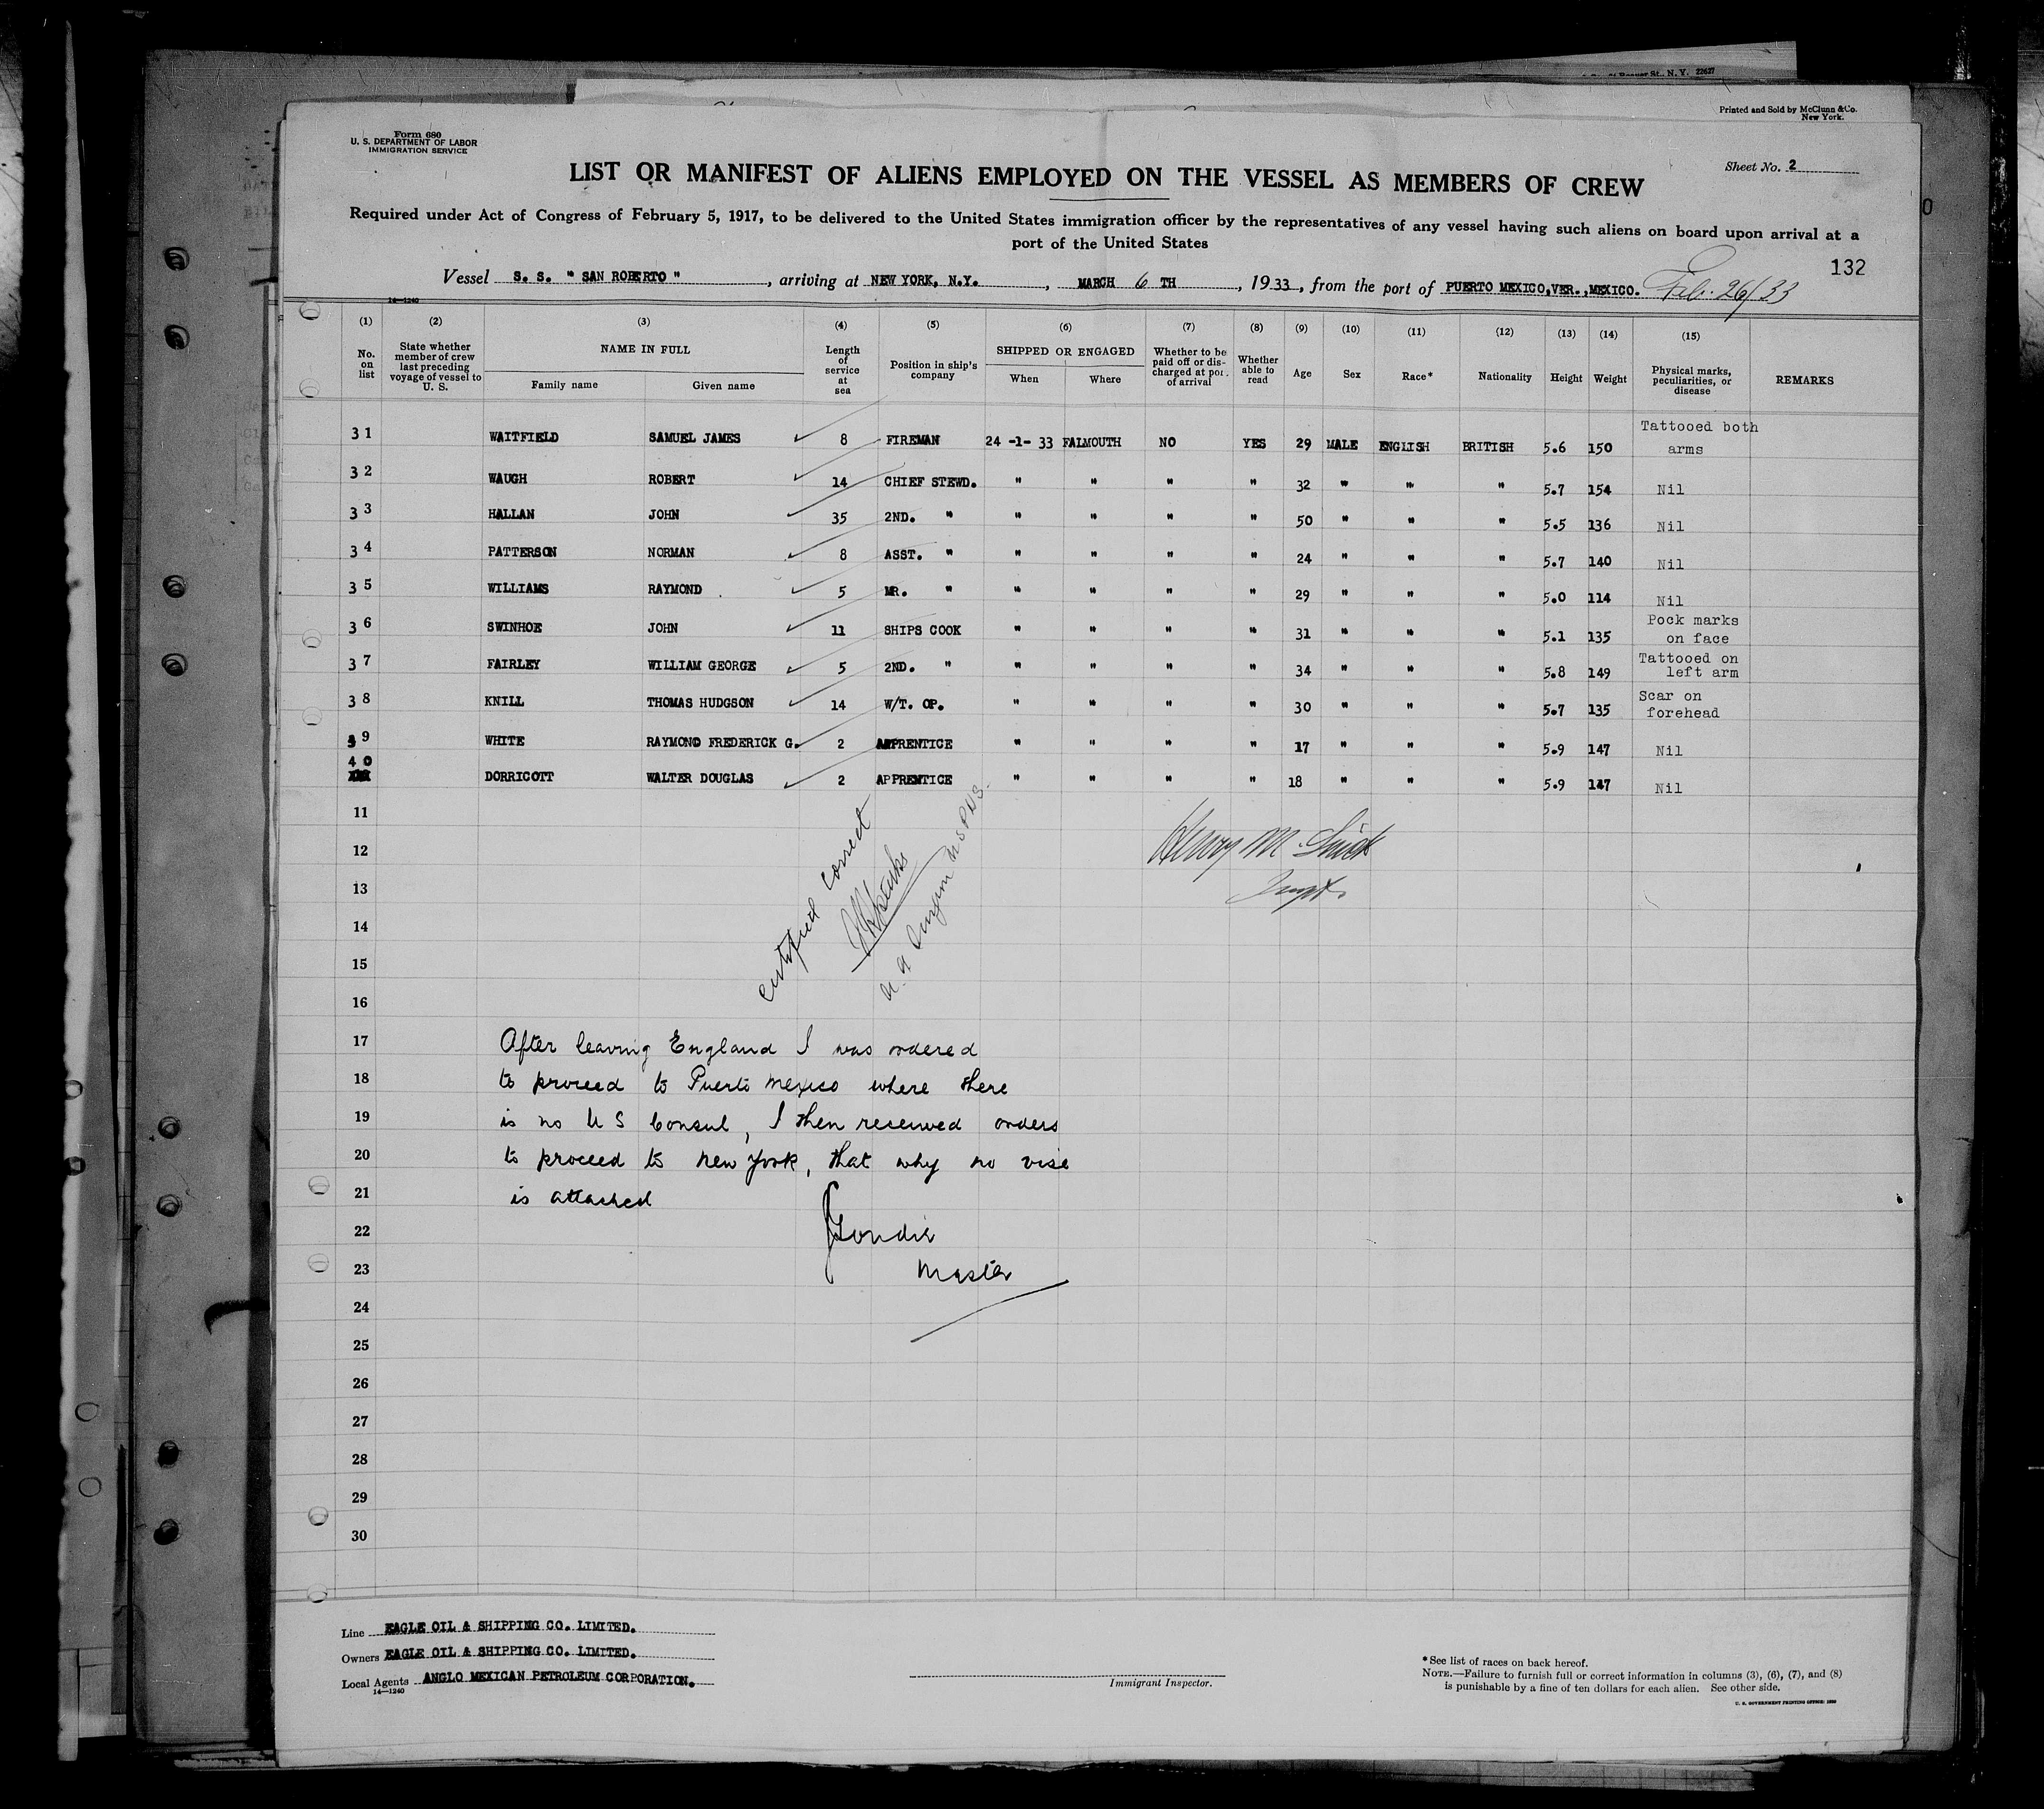 St., N. Y. 22627
Printed and Sold by McClunn & Co.
New York.
Form 680
U. S. DEPARTMENT OF LABOR
IMMIGRATION SERVICE
Sheet No. 2
LIST OR MANIFEST OF ALIENS EMPLOYED ON THE VESSEL AS MEMBERS OF CREW
Required under Act of Congress of February 5, 1917, to be delivered to the United States immigration officer by the representatives of any vessel having such aliens on board upon arrival at a
port of the United States
132
Vessel S. S. " SAN ROBERTO ", arriving at NEW YORK, N.Y., MARCH 6 TH, 1933, from the port of PUERTO MEXICO,VER.,MEXICO. Feb. 26/33
14—1240
(1) (2) (3) (4) (5) (6) (7) (8) (9) (10) (11) (12) (13) (14) (15)
No. on list State whether member of crew last preceding voyage of vessel to U. S. NAME IN FULL Family name Given name Length of service at sea Position in ship's company SHIPPED OR ENGAGED When Where Whether to be paid off or discharged at port of arrival Whether able to read Age Sex Race* Nationality Height Weight Physical marks, peculiarities, or disease REMARKS
31 WAITFIELD SAMUEL JAMES 8 FIREMAN 24 -1- 33 FALMOUTH NO YES 29 MALE ENGLISH BRITISH 5.6 150 Tattooed both arms
32 WAUGH ROBERT 14 CHIEF STEWD. " " " " 32 " " " 5.7 154 Nil
33 HALLAN JOHN 35 2ND. " " " " " 50 " " " 5.5 136 Nil
34 PATTERSON NORMAN 8 ASST. " " " " " 24 " " " 5.7 140 Nil
35 WILLIAMS RAYMOND 5 MR. " " " " " 29 " " " 5.0 114 Nil
36 SWINHOE JOHN 11 SHIPS COOK " " " " 31 " " " 5.1 135 Pock marks on face
37 FAIRLEY WILLIAM GEORGE 5 2ND. " " " " " 34 " " " 5.8 149 Tattooed on left arm
38 KNILL THOMAS HUDGSON 14 W/T. OP. " " " " 30 " " " 5.7 135 Scar on forehead
39 WHITE RAYMOND FREDERICK G. 2 APPRENTICE " " " " 17 " " " 5.9 147 Nil
40 DORRICOTT WALTER DOUGLAS 2 APPRENTICE " " " " 18 " " " 5.9 147 Nil
11
12
13
14
15
16
Certified correct
Henry M
17 After leaving England I was ordered
18 to proceed to Puerto Mexico where there
19 is no U S Consul, I then received orders
20 to proceed to New York, that why no vise
21 is attached
22
23 Master
24
25
26
27
28
29
30
Line EAGLE OIL & SHIPPING CO. LIMITED.
Owners EAGLE OIL & SHIPPING CO. LIMITED.
Local Agents ANGLO MEXICAN PETROLEUM CORPORATION.
14—1240
Immigrant Inspector.
*See list of races on back hereof.
NOTE.—Failure to furnish full or correct information in columns (3), (6), (7), and (8)
is punishable by a fine of ten dollars for each alien. See other side.